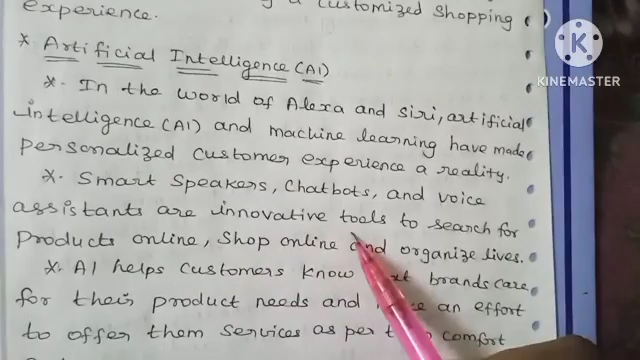 a customized shopping
experience.
* Artificial Intelligence (AI)
*. In the world of Alexa and Siri, artificial
intelligence (AI) and machine learning have made
personalized customer experience a reality.
*. Smart speakers, chatbots, and voice
assistants are innovative tools to search for
products online, shop online and organize lives.
*. AI helps customers know brands care
for their product needs and an effort
to offer them services as per comfort
KINEMASTER